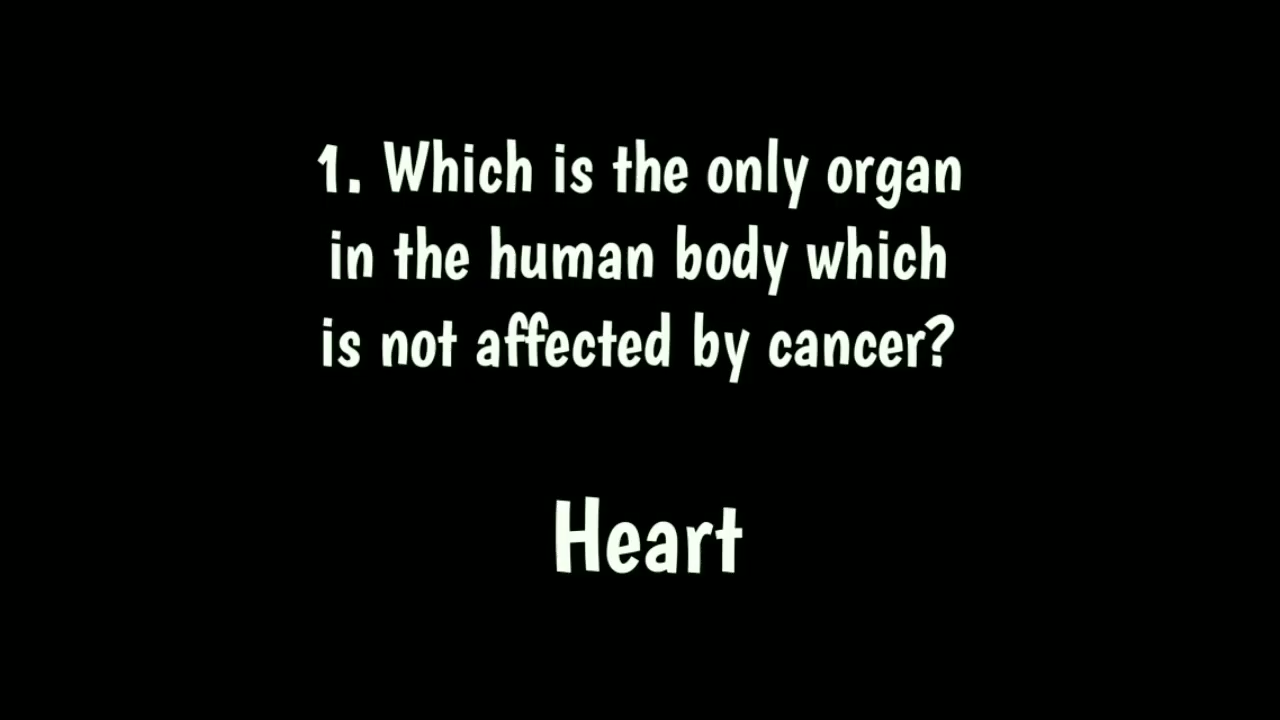 1. Which is the only organ
in the human body which
is not affected by cancer?
Heart